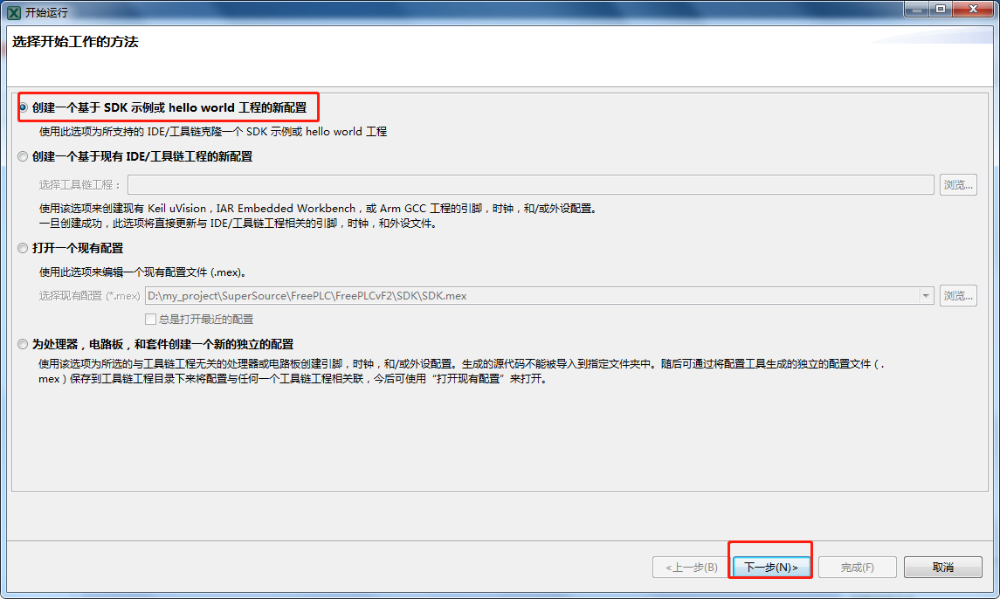 开始运行
选择开始工作的方法
创建一个基于 SDK 示例或 hello world 工程的新配置
使用此选项为所支持的 IDE/工具链克隆一个 SDK 示例或 hello world 工程
创建一个基于现有 IDE/工具链工程的新配置
选择工具链工程： 浏览...
使用该选项来创建现有 Keil uVision，IAR Embedded Workbench，或 Arm GCC 工程的引脚，时钟，和/或外设配置。
一旦创建成功，此选项将直接更新与 IDE/工具链工程相关的引脚，时钟，和外设文件。
打开一个现有配置
使用此选项来编辑一个现有配置文件 (.mex)。
选择现有配置 (*.mex) D:\my_project\SuperSource\FreePLC\FreePLCvF2\SDK\SDK.mex 浏览...
总是打开最近的配置
为处理器，电路板，和套件创建一个新的独立的配置
使用该选项为所选的与工具链工程无关的处理器或电路板创建引脚，时钟，和/或外设配置。生成的源代码不能被导入到指定文件夹中。随后可通过将配置工具生成的独立的配置文件（.
mex）保存到工具链工程目录下来将配置与任何一个工具链工程相关联，今后可使用“打开现有配置”来打开。
<上一步(B) 下一步(N)> 完成(F) 取消